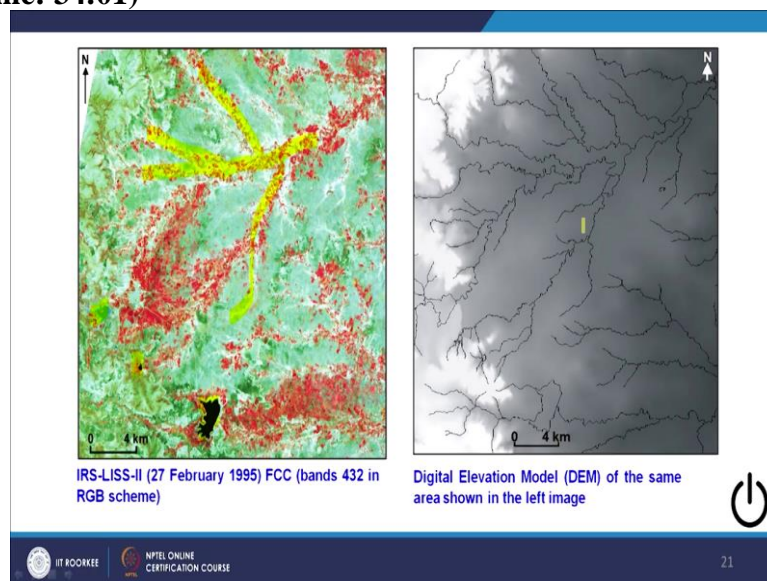 N
0 4 km
IRS-LISS-II (27 February 1995) FCC (bands 432 in
RGB scheme)
N
0 4 km
Digital Elevation Model (DEM) of the same
area shown in the left image
IIT ROORKEE
NPTEL ONLINE
CERTIFICATION COURSE
21